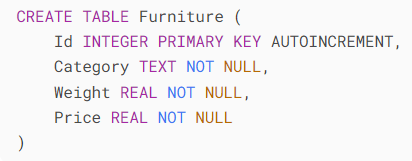 CREATE TABLE Furniture (
    Id INTEGER PRIMARY KEY AUTOINCREMENT,
    Category TEXT NOT NULL,
    Weight REAL NOT NULL,
    Price REAL NOT NULL
)